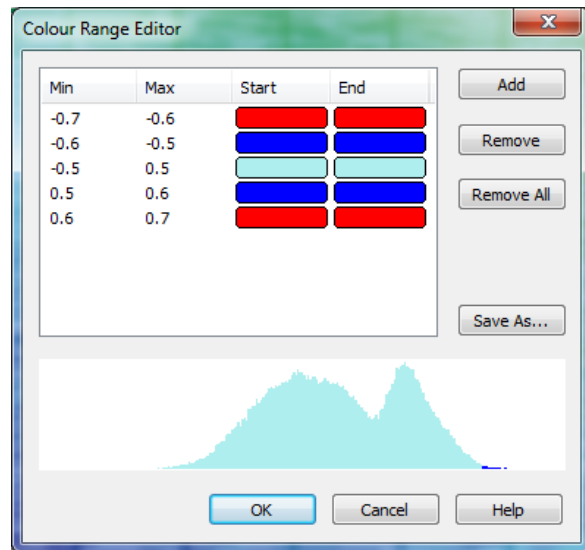 Colour Range Editor
Min Max Start End
-0.7 -0.6
-0.6 -0.5
-0.5 0.5
0.5 0.6
0.6 0.7
Add
Remove
Remove All
Save As...
OK Cancel Help